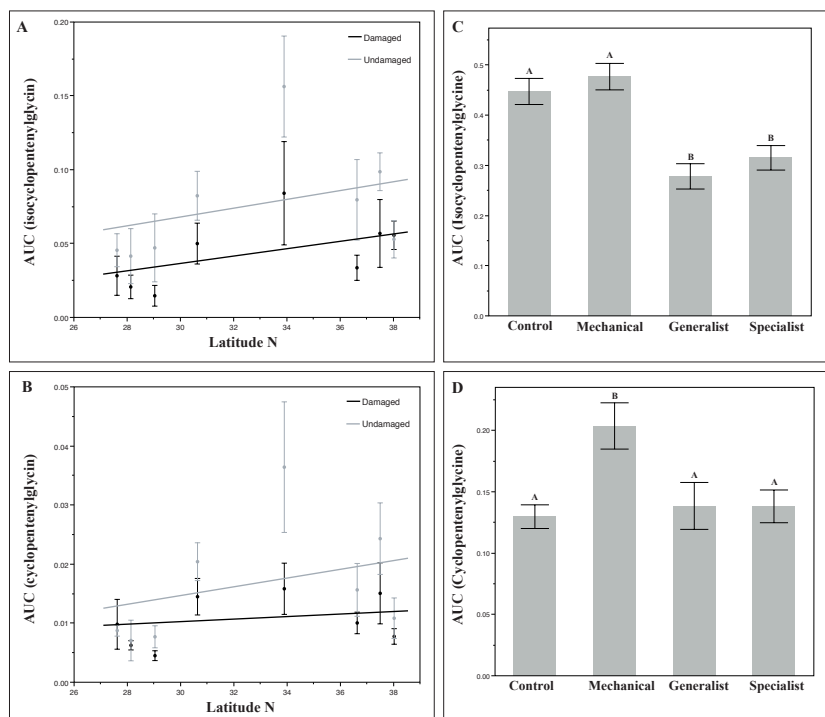 A
0.20
0.15
0.10
0.05
0.00
AUC (isocyclopentenylglycin)
Damaged
Undamaged
26 28 30 32 34 36 38
Latitude N
B
0.05
0.04
0.03
0.02
0.01
0.00
AUC (cyclopentenylglycin)
Damaged
Undamaged
26 28 30 32 34 36 38
Latitude N
C
0.5
0.4
0.3
0.2
0.1
0.0
AUC (Isocyclopentenylglycine)
A A B B
Control Mechanical Generalist Specialist
D
0.20
0.15
0.10
0.05
0.00
AUC (Cyclopentenylglycine)
A B A A
Control Mechanical Generalist Specialist